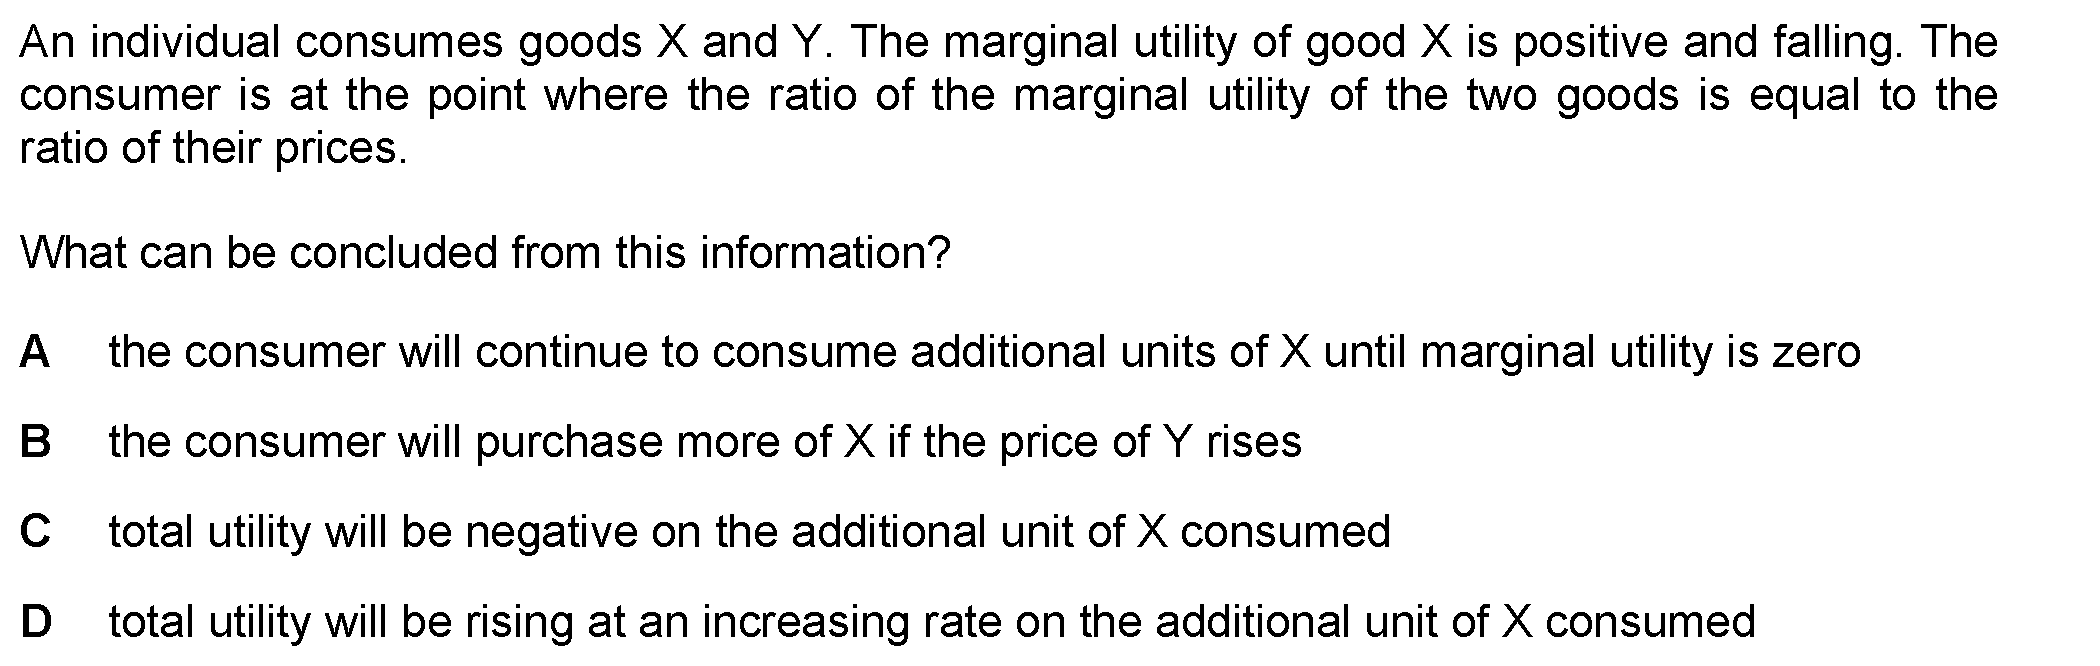 An individual consumes goods X and Y. The marginal utility of good X is positive and falling. The
consumer is at the point where the ratio of the marginal utility of the two goods is equal to the
ratio of their prices.
What can be concluded from this information?
A the consumer will continue to consume additional units of X until marginal utility is zero
B the consumer will purchase more of X if the price of Y rises
C total utility will be negative on the additional unit of X consumed
D total utility will be rising at an increasing rate on the additional unit of X consumed